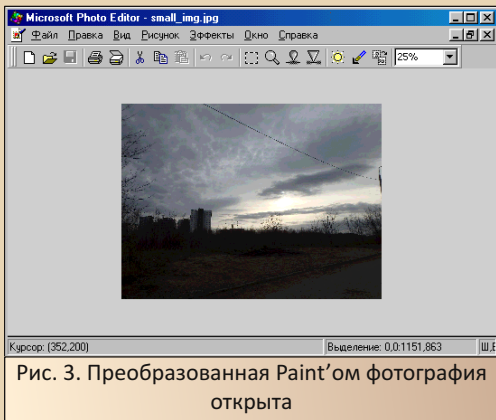 Microsoft Photo Editor - small_img.jpg
Файл Правка Вид Рисунок Эффекты Окно Справка
25%
Курсор: (352,200) Выделение: 0,0:1151,863 Ш,В
Рис. 3. Преобразованная Paint’ом фотография
открыта